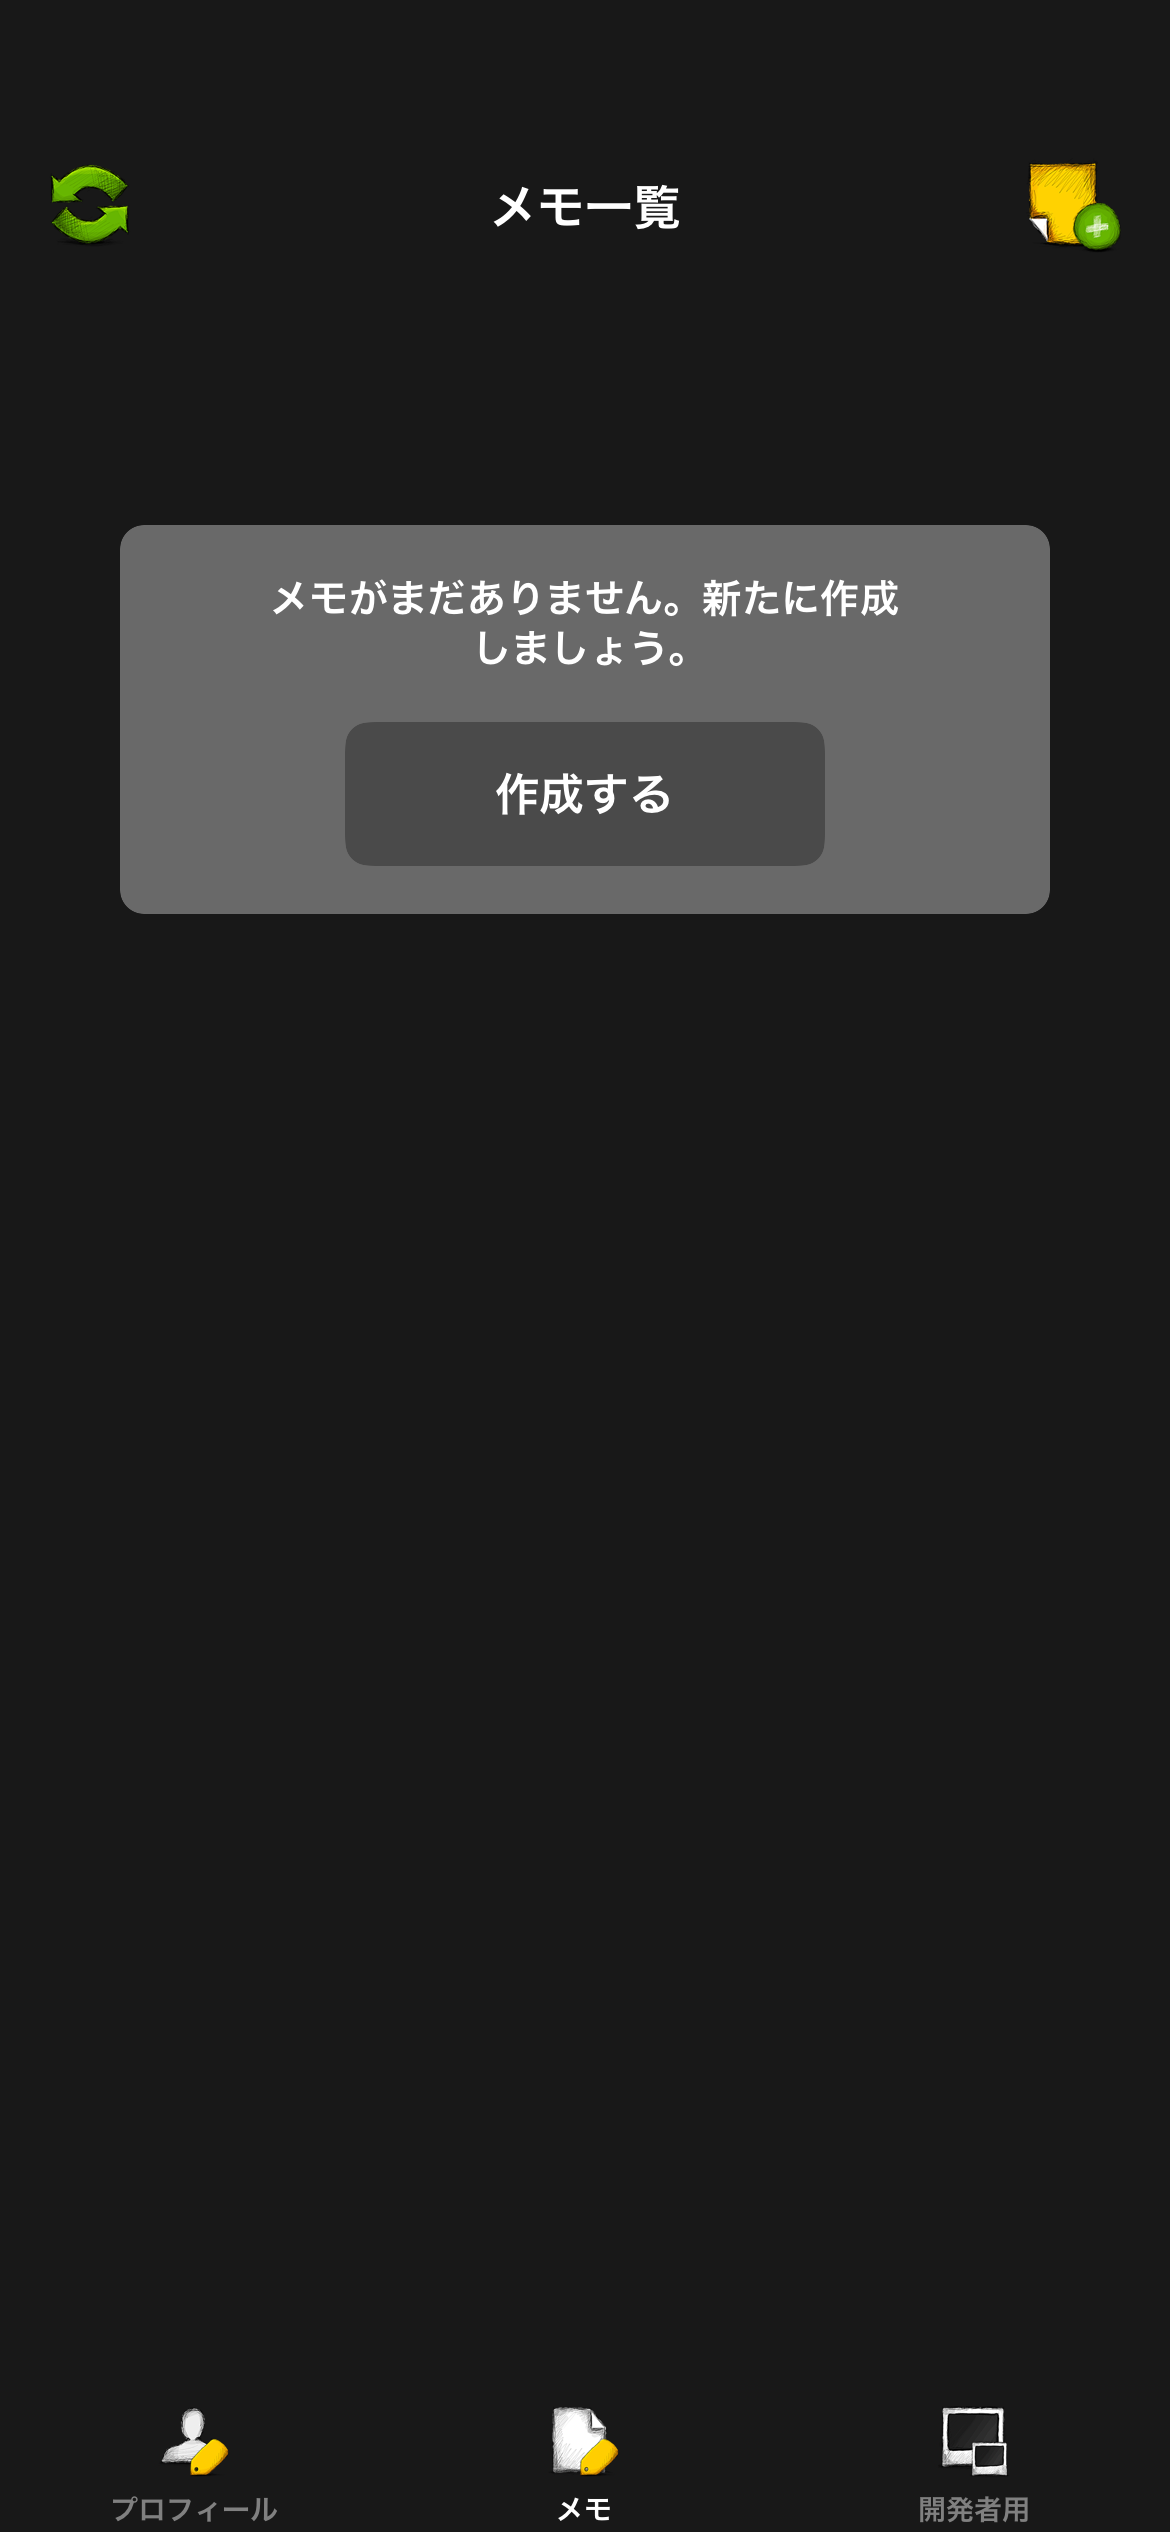 メモ一覧
メモがまだありません。新たに作成
しましょう。
作成する
プロフィール
メモ
開発者用